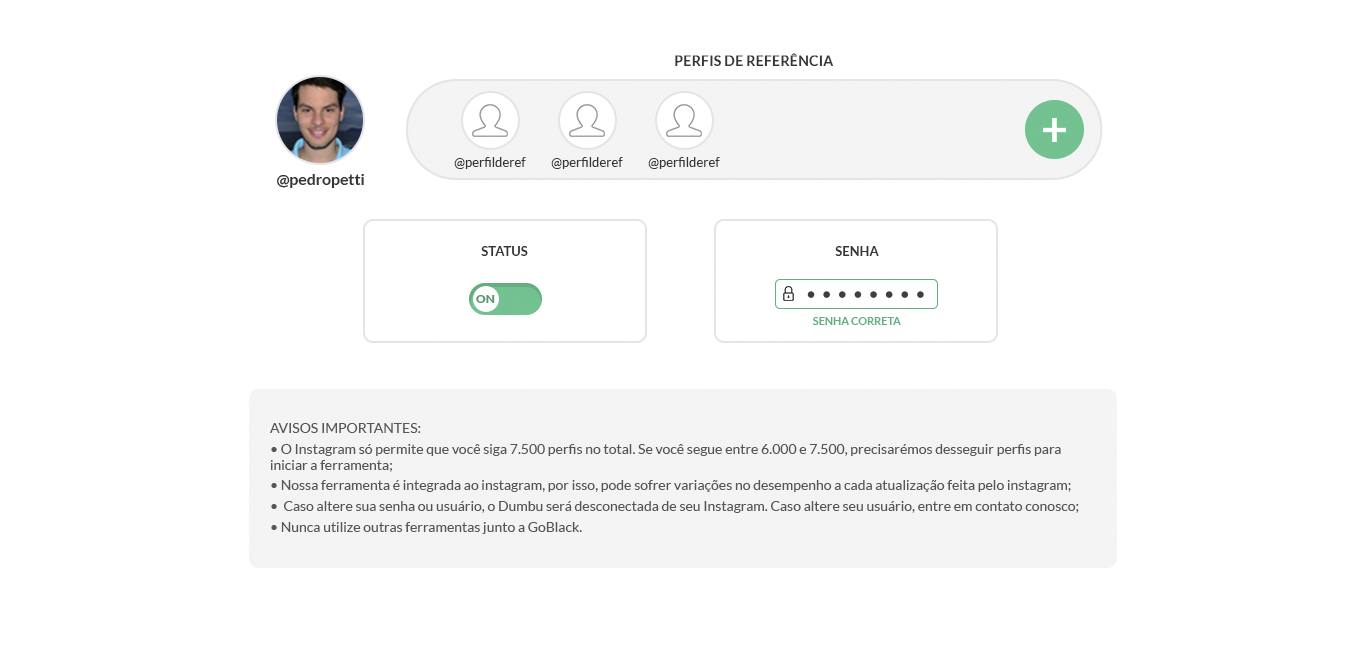 PERFIS DE REFERÊNCIA
@perfilderef @perfilderef @perfilderef
@pedropetti
STATUS
ON
SENHA
SENHA CORRETA
AVISOS IMPORTANTES:
• O Instagram só permite que você siga 7.500 perfis no total. Se você segue entre 6.000 e 7.500, precisarémos desseguir perfis para
iniciar a ferramenta;
• Nossa ferramenta é integrada ao instagram, por isso, pode sofrer variações no desempenho a cada atualização feita pelo instagram;
• Caso altere sua senha ou usuário, o Dumbu será desconectada de seu Instagram. Caso altere seu usuário, entre em contato conosco;
• Nunca utilize outras ferramentas junto a GoBlack.